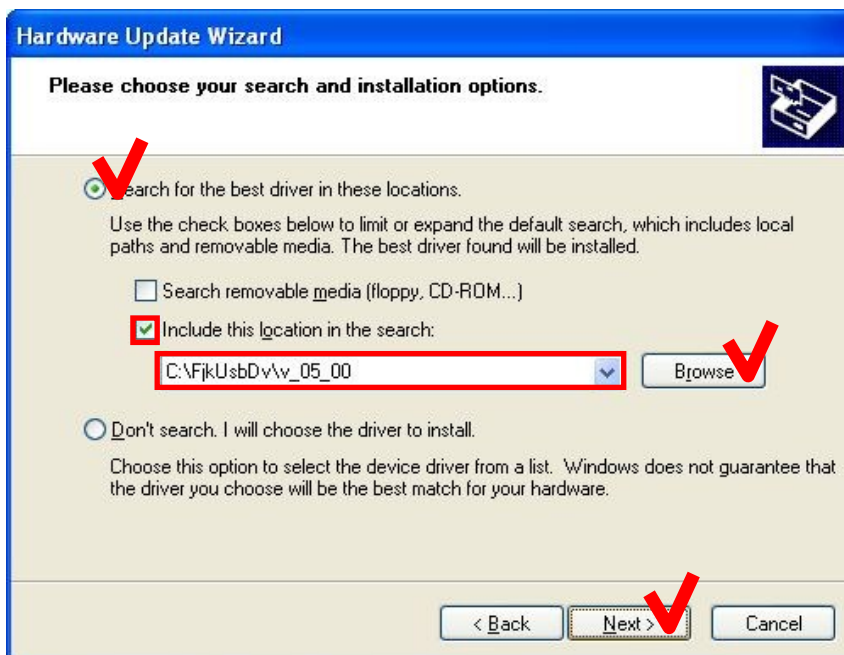 Hardware Update Wizard
Please choose your search and installation options.
Search for the best driver in these locations.
Use the check boxes below to limit or expand the default search, which includes local
paths and removable media. The best driver found will be installed.
Search removable media (floppy, CD-ROM...)
Include this location in the search:
C:\FjkUsbDv\v_05_00
Browse
Don't search. I will choose the driver to install.
Choose this option to select the device driver from a list. Windows does not guarantee that
the driver you choose will be the best match for your hardware.
< Back Next > Cancel